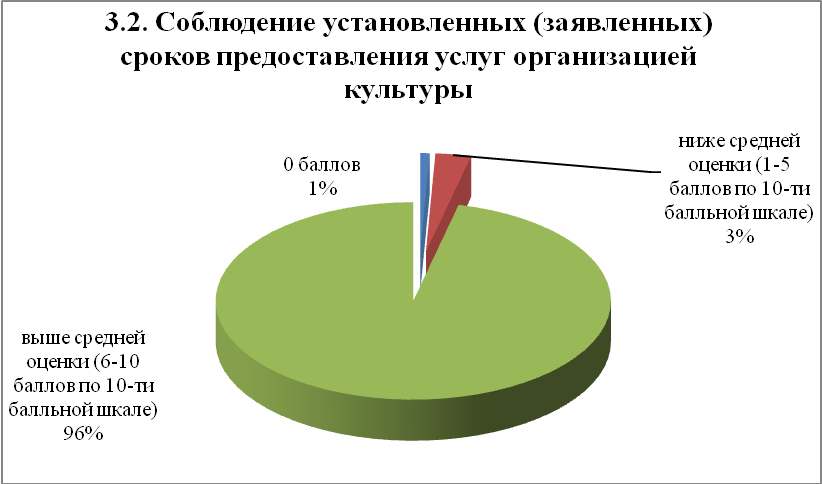 3.2. Соблюдение установленных (заявленных)
сроков предоставления услуг организацией
культуры
0 баллов
1%
ниже средней
оценки (1-5
баллов по 10-ти
балльной шкале)
3%
выше средней
оценки (6-10
баллов по 10-ти
балльной шкале)
96%